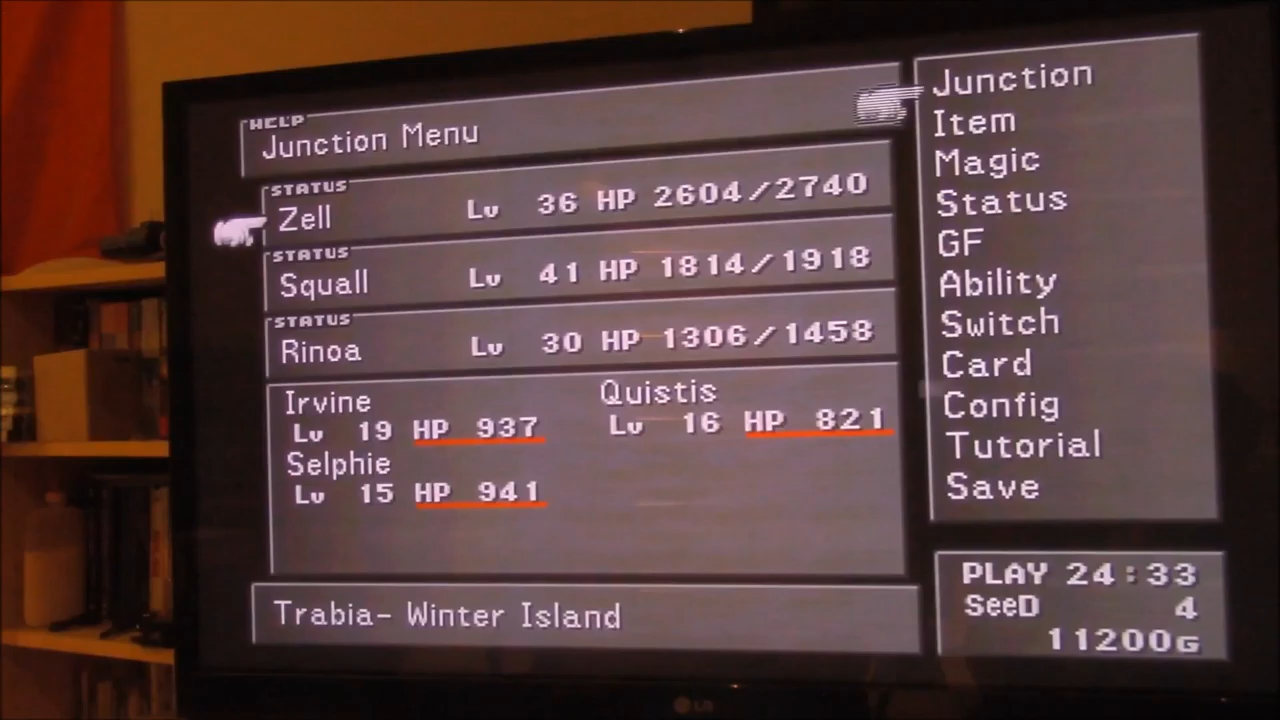 HELP
Junction Menu
STATUS
Zell Lv 36 HP 2604/2740
STATUS
Squall Lv 41 HP 1814/1918
STATUS
Rinoa Lv 30 HP 1306/1458
Irvine
Lv 19 HP 937
Quistis
Lv 16 HP 821
Selphie
Lv 15 HP 941
Trabia- Winter Island
Junction
Item
Magic
Status
GF
Ability
Switch
Card
Config
Tutorial
Save
PLAY 24:33
SeeD 4
11200G
LG